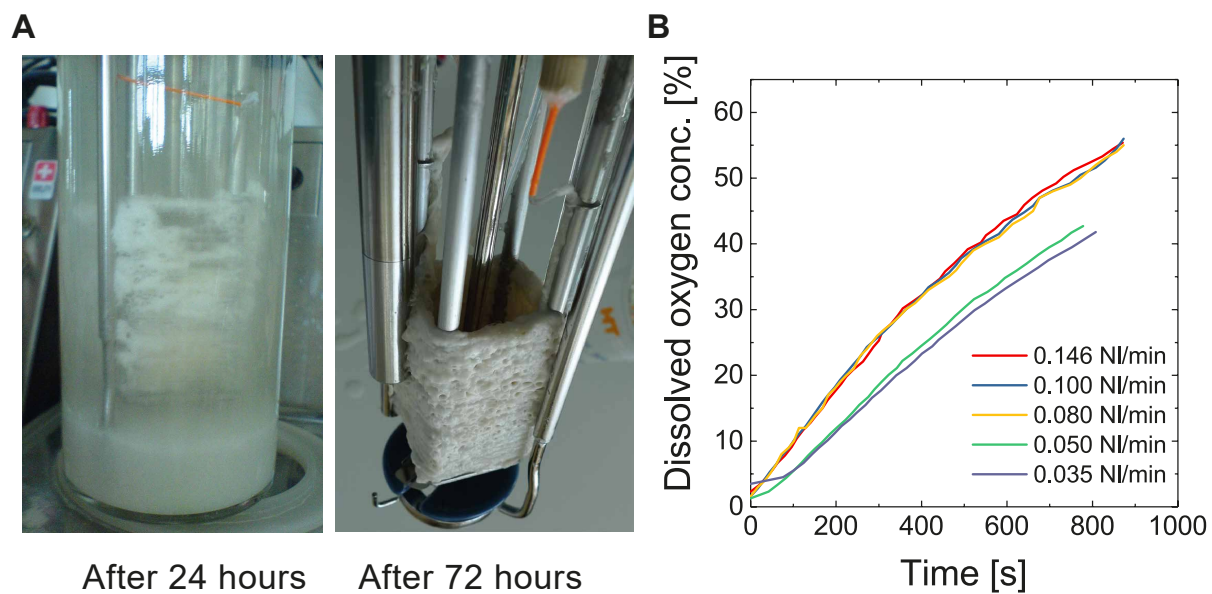 A
After 24 hours
After 72 hours
B
Dissolved oxygen conc. [%]
60
50
40
30
20
10
0
0.146 Nl/min
0.100 Nl/min
0.080 Nl/min
0.050 Nl/min
0.035 Nl/min
0 200 400 600 800 1000
Time [s]